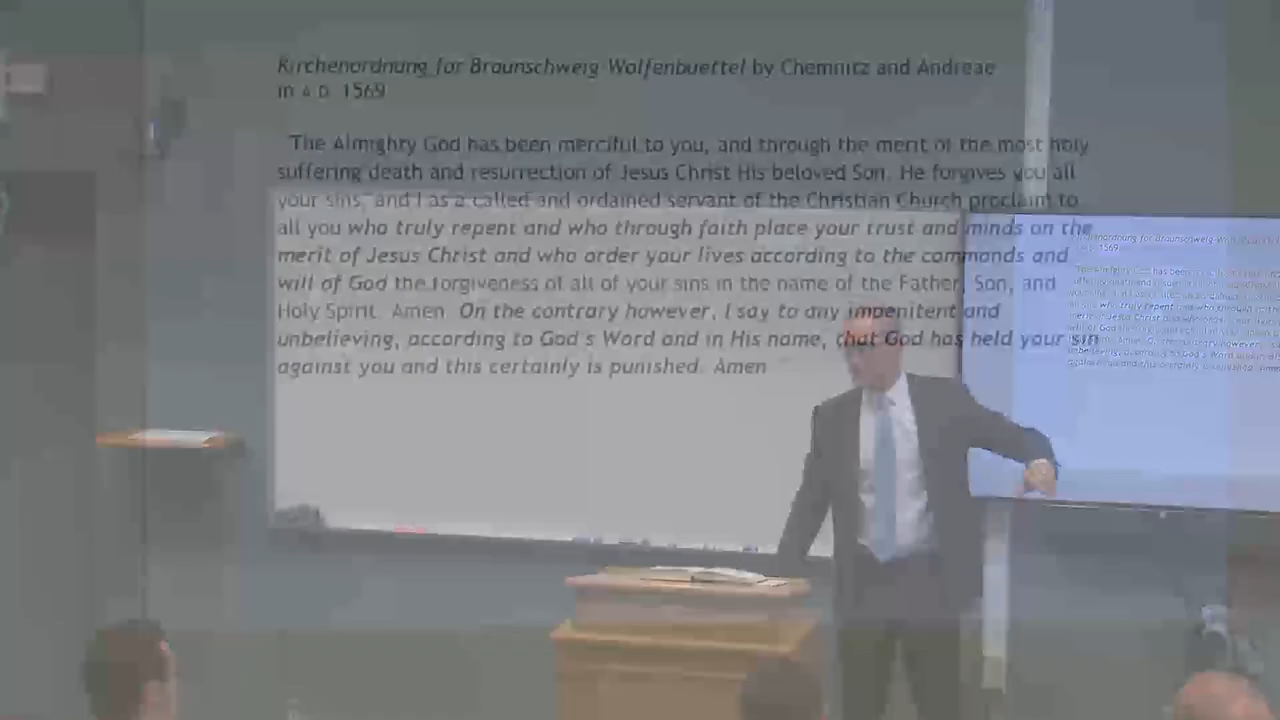 Kirchenordnung for Braunschweig Wolfenbuettel by Chemnitz and Andreae
in A.D. 1569
"The Almighty God has been merciful to you, and through the merit of the most holy
suffering death and resurrection of Jesus Christ His beloved Son. He forgives you all
your sins, and I as a called and ordained servant of the Christian Church proclaim to
all you who truly repent and who through faith place your trust and minds on the
merit of Jesus Christ and who order your lives according to the commands and
will of God the forgiveness of all of your sins in the name of the Father, Son, and
Holy Spirit. Amen. On the contrary however, I say to any impenitent and
unbelieving, according to God's Word and in His name, that God has held your sin
against you and this certainly is punished. Amen